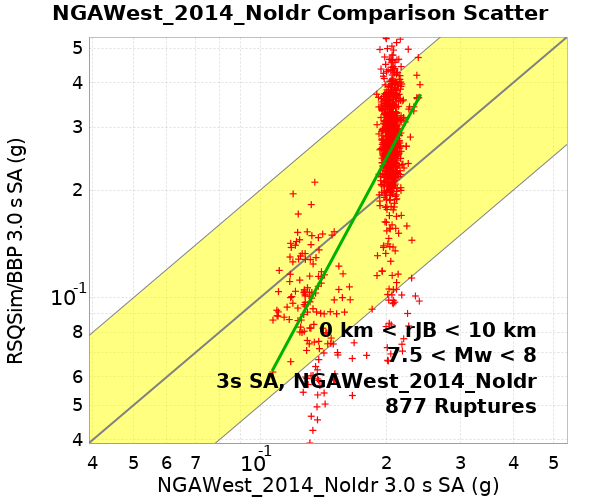 NGAWest_2014_NoIdr Comparison Scatter
RSQSim/BBP 3.0 s SA (g)
5
4
3
2
10-1
8
6
5
4
0 km < rJB < 10 km
7.5 < Mw < 8
3s SA, NGAWest_2014_NoIdr
877 Ruptures
4 5 6 7 10-1 2 3 4 5
NGAWest_2014_NoIdr 3.0 s SA (g)